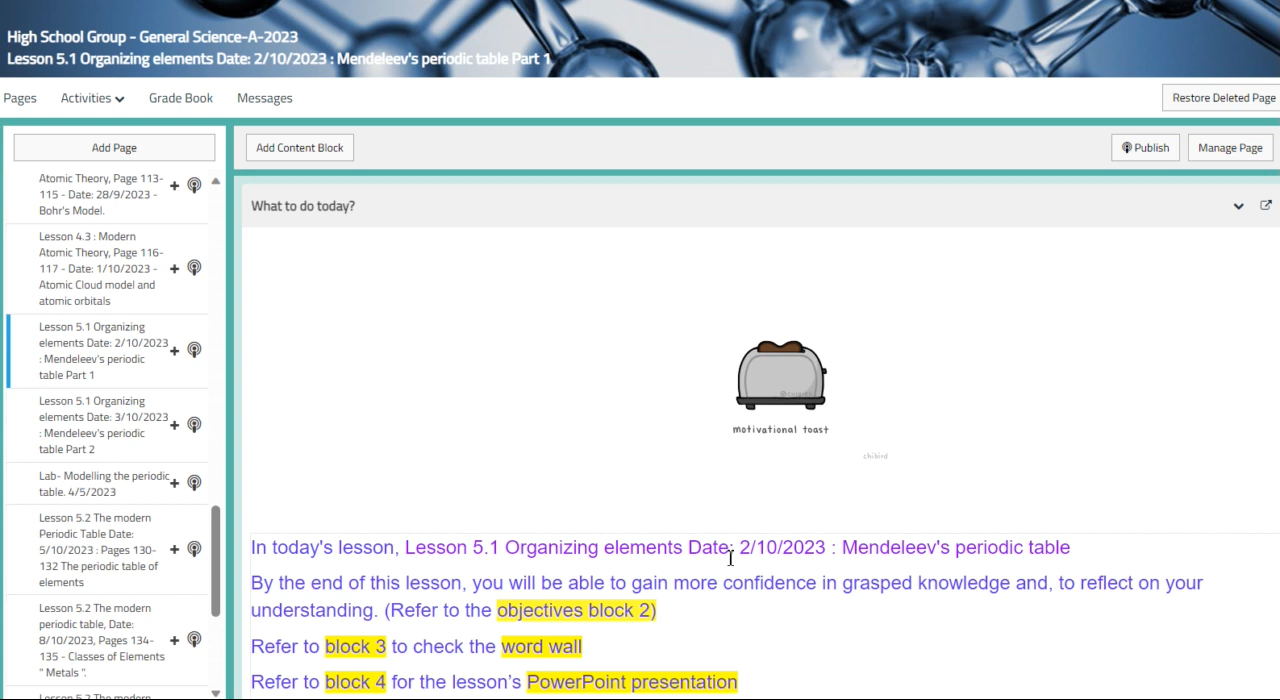 High School Group - General Science-A-2023
Lesson 5.1 Organizing elements Date: 2/10/2023 : Mendeleev's periodic table Part 1
Pages Activities Grade Book Messages
Restore Deleted Page
Add Page
Add Content Block
Publish
Manage Page
Atomic Theory, Page 113-
115 - Date: 28/9/2023 -
Bohr's Model.
Lesson 4.3 : Modern
Atomic Theory, Page 116-
117 - Date: 1/10/2023 -
Atomic Cloud model and
atomic orbitals
Lesson 5.1 Organizing
elements Date: 2/10/2023
: Mendeleev's periodic
table Part 1
Lesson 5.1 Organizing
elements Date: 3/10/2023
: Mendeleev's periodic
table Part 2
Lab- Modelling the periodic
table. 4/5/2023
Lesson 5.2 The modern
Periodic Table Date:
5/10/2023 : Pages 130-
132 The periodic table of
elements
Lesson 5.2 The modern
periodic table, Date:
8/10/2023, Pages 134-
135 - Classes of Elements
" Metals ".
What to do today?
motivational toast
chibird
In today's lesson, Lesson 5.1 Organizing elements Date: 2/10/2023 : Mendeleev's periodic table
By the end of this lesson, you will be able to gain more confidence in grasped knowledge and, to reflect on your
understanding. (Refer to the objectives block 2)
Refer to block 3 to check the word wall
Refer to block 4 for the lesson's PowerPoint presentation